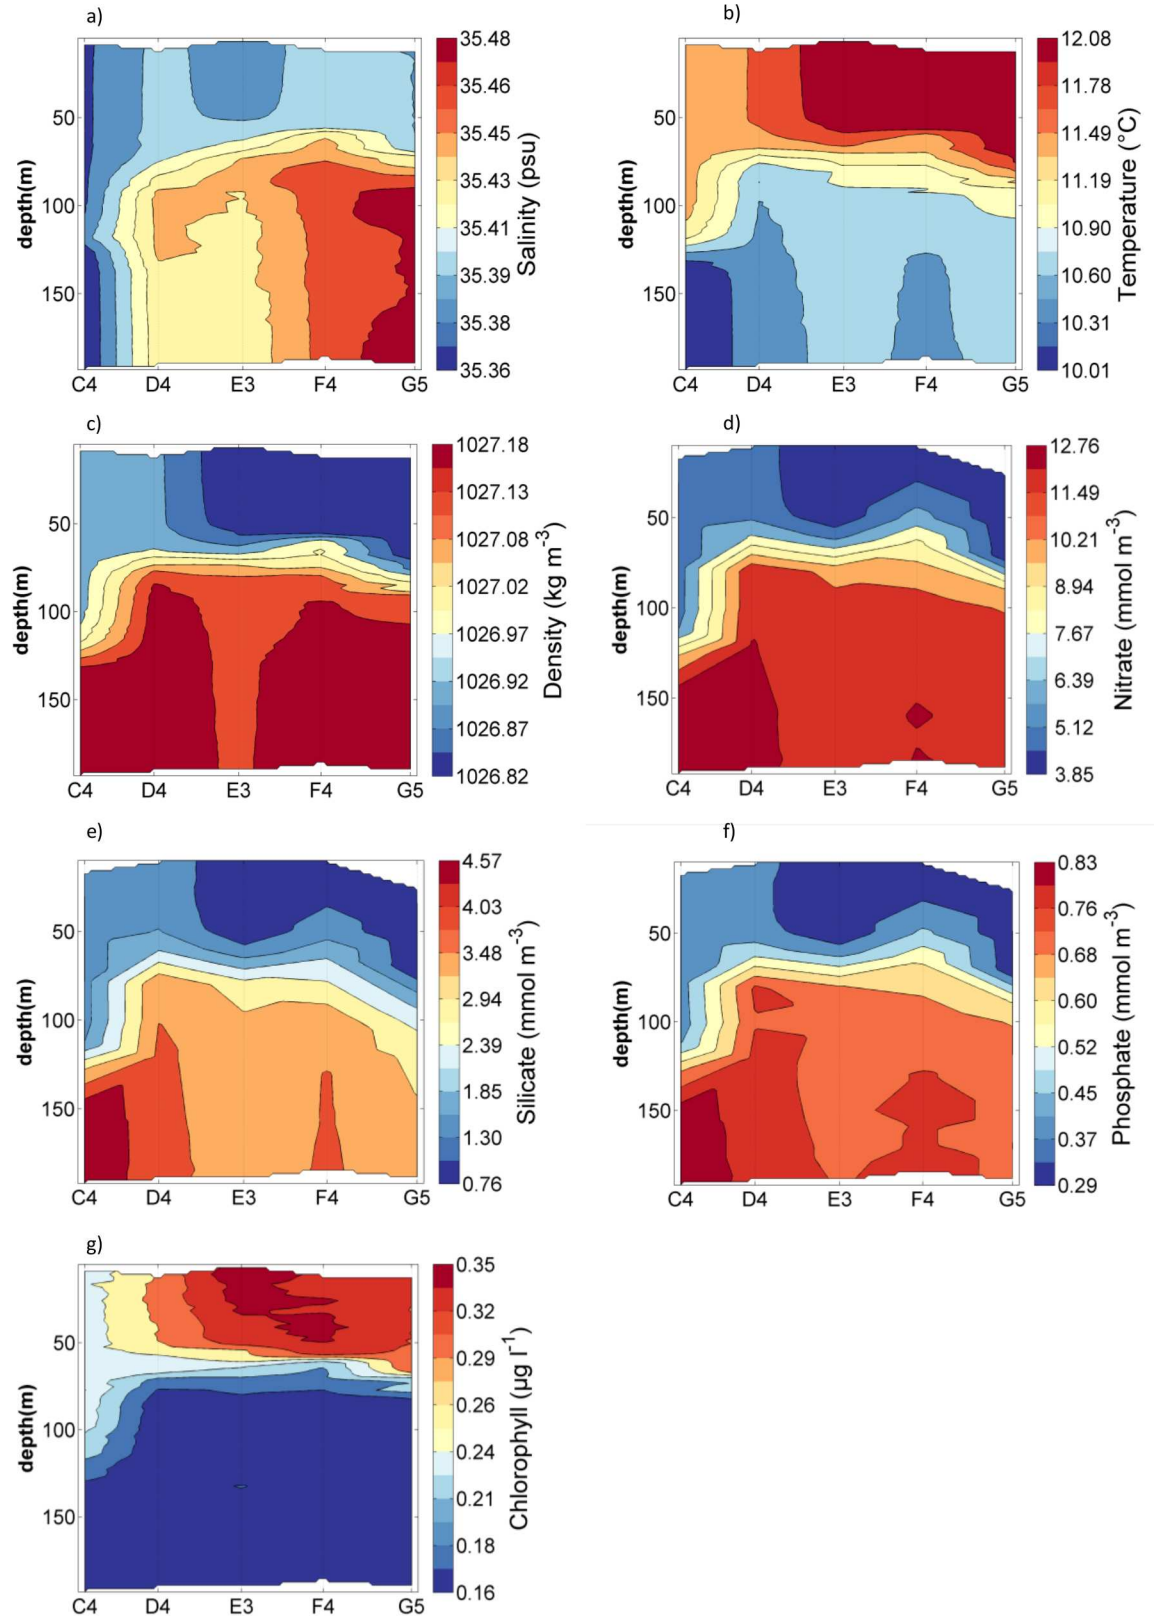 a)
35.48
35.46
35.45
35.43
35.41
35.39
35.38
35.36
Salinity (psu)
50
100
150
depth(m)
C4 D4 E3 F4 G5
b)
12.08
11.78
11.49
11.19
10.90
10.60
10.31
10.01
Temperature (°C)
50
100
150
depth(m)
C4 D4 E3 F4 G5
c)
1027.18
1027.13
1027.08
1027.02
1026.97
1026.92
1026.87
1026.82
Density (kg m-3)
50
100
150
depth(m)
C4 D4 E3 F4 G5
d)
12.76
11.49
10.21
8.94
7.67
6.39
5.12
3.85
Nitrate (mmol m-3)
50
100
150
depth(m)
C4 D4 E3 F4 G5
e)
4.57
4.03
3.48
2.94
2.39
1.85
1.30
0.76
Silicate (mmol m-3)
50
100
150
depth(m)
C4 D4 E3 F4 G5
f)
0.83
0.76
0.68
0.60
0.52
0.45
0.37
0.29
Phosphate (mmol m-3)
50
100
150
depth(m)
C4 D4 E3 F4 G5
g)
0.35
0.32
0.29
0.26
0.24
0.21
0.18
0.16
Chlorophyll (µg l-1)
50
100
150
depth(m)
C4 D4 E3 F4 G5